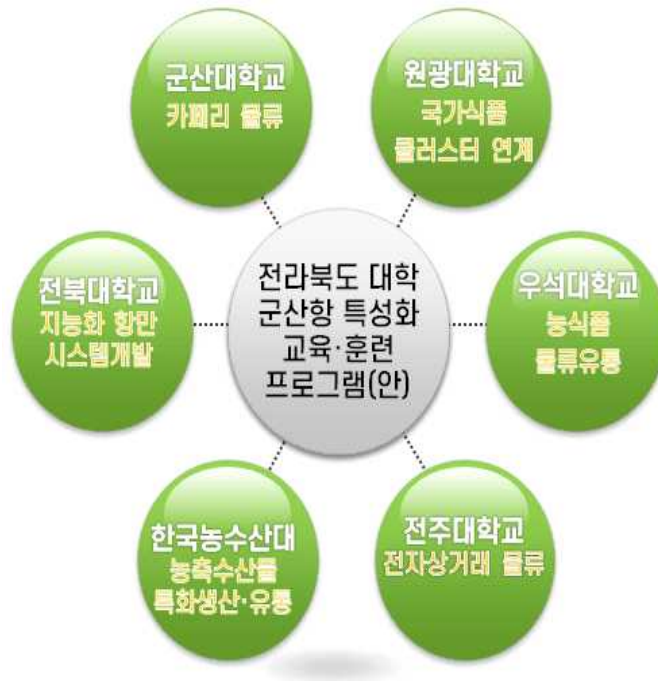 군산대학교
카페리 물류
원광대학교
국가식품
클러스터 연계
전북대학교
지능화 항만
시스템개발
전라북도 대학
군산항 특성화
교육·훈련
프로그램(안)
우석대학교
농식품
물류유통
한국농수산대
농축수산물
특화생산·유통
전주대학교
전자상거래 물류